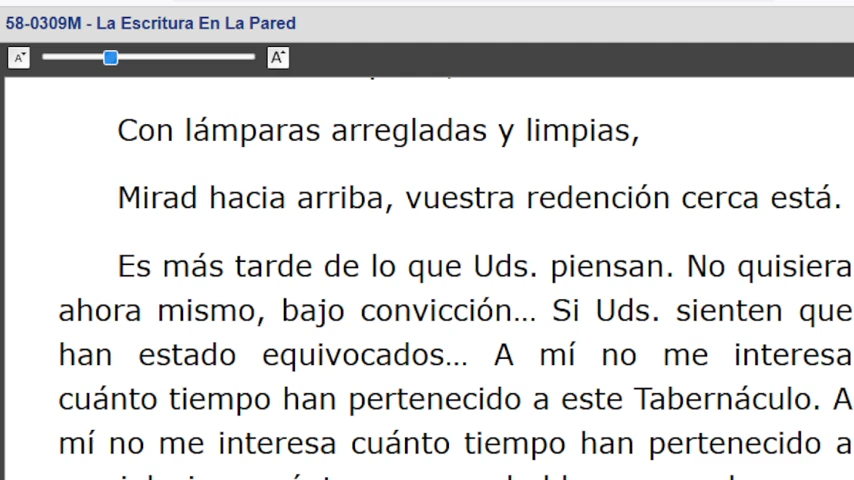 58-0309M - La Escritura En La Pared
A A
Con lámparas arregladas y limpias,
Mirad hacia arriba, vuestra redención cerca está.
Es más tarde de lo que Uds. piensan. No quisiera
ahora mismo, bajo convicción... Si Uds. sienten que
han estado equivocados... A mí no me interesa
cuánto tiempo han pertenecido a este Tabernáculo. A
mí no me interesa cuánto tiempo han pertenecido a